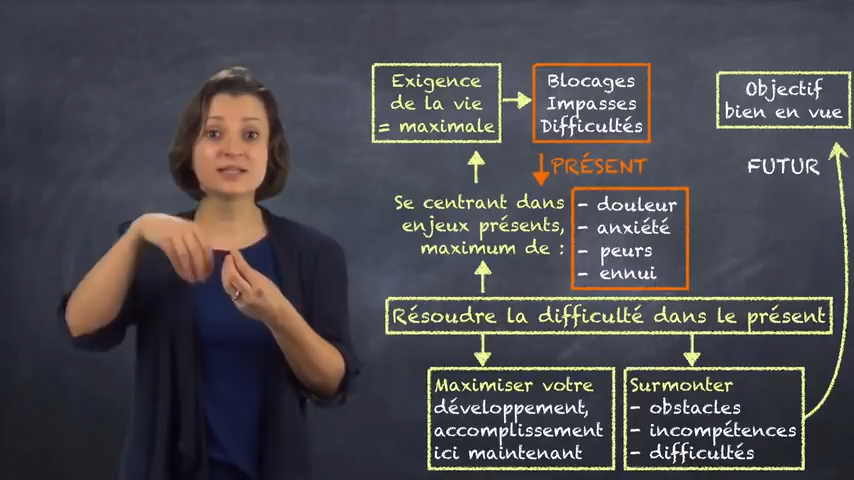 Exigence
de la vie
= maximale
Blocages
Impasses
Difficultés
Objectif
bien en vue
PRÉSENT
FUTUR
Se centrant dans
enjeux présents,
maximum de :
- douleur
- anxiété
- peurs
- ennui
Résoudre la difficulté dans le présent
Maximiser votre
développement,
accomplissement
ici maintenant
Surmonter
- obstacles
- incompétences
- difficultés